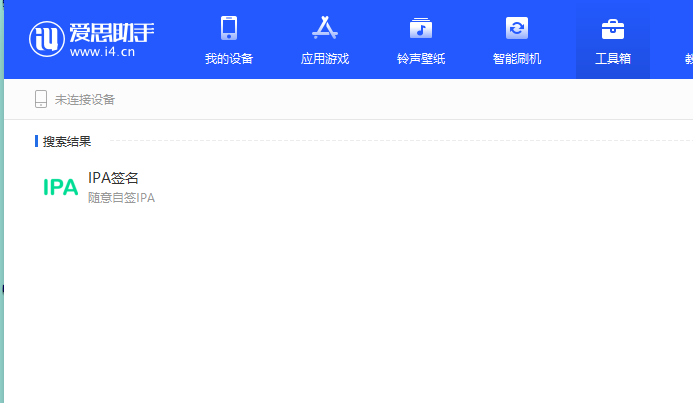 爱思助手
www.i4.cn
我的设备
应用游戏
铃声壁纸
智能刷机
工具箱
未连接设备
搜索结果
IPA
IPA签名
随意自签IPA